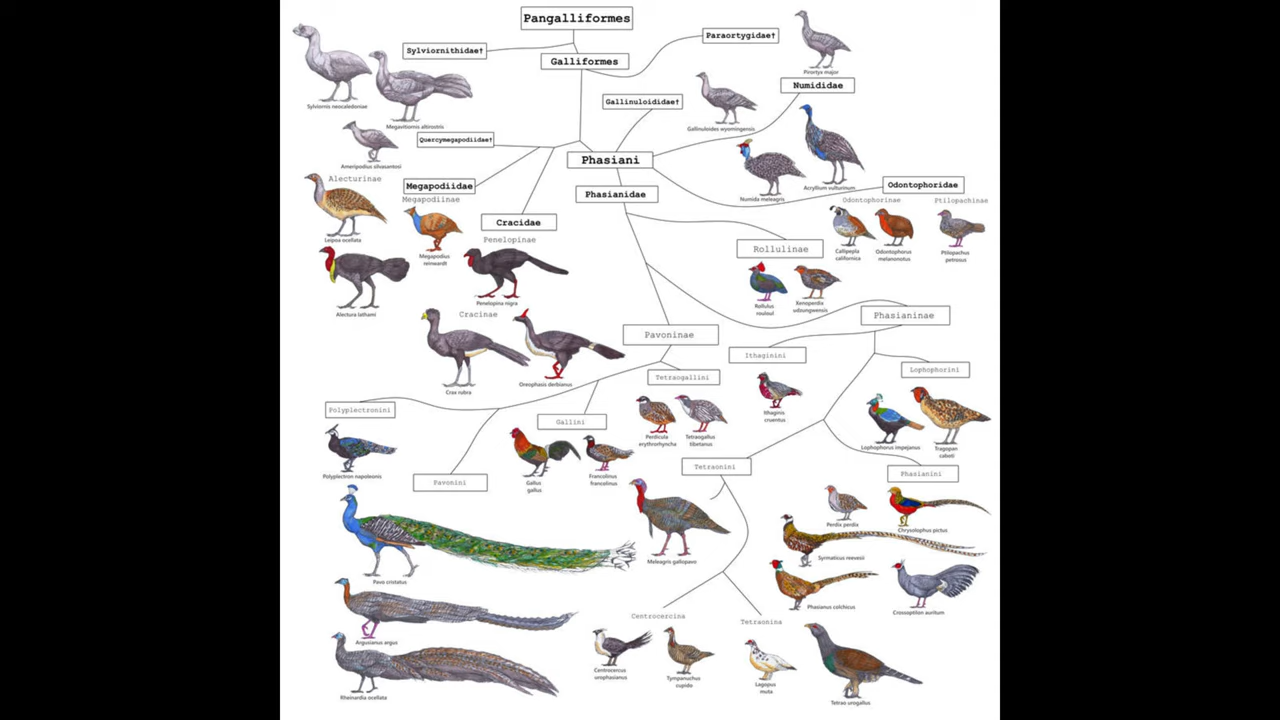 Pangalliformes
Paraortygidae†
Sylviornithidae†
Galliformes
Pirortyx major
Numididae
Sylviornis neocaledoniae
Gallinuloididae†
Megavitiornis altirostris
Gallinuloides wyomingensis
Quercymegapodiidae†
Ameripodius silvasantosi
Phasiani
Alecturinae
Megapodiidae
Phasianidae
Acryllium vulturinum
Odontophoridae
Megapodiinae
Numida meleagris
Odontophorinae
Ptilopachinae
Leipoa ocellata
Cracidae
Penelopinae
Megapodius
reinwardt
Rollulinae
Callipepla
californica
Odontophorus
melanonotus
Ptilopachus
petrosus
Alectura lathami
Penelopina nigra
Rollulus
rouloul
Xenoperdix
udzungwensis
Cracinae
Phasianinae
Pavoninae
Ithaginini
Crax rubra
Oreophasis derbianus
Tetraogallini
Lophophorini
Polyplectronini
Gallini
Perdicula
erythrorhyncha
Tetraogallus
tibetanus
Ithaginis
cruentus
Lophophorus impejanus
Tragopan
caboti
Polyplectron napoleonis
Pavonini
Gallus
gallus
Francolinus
francolinus
Tetraonini
Phasianini
Perdix perdix
Chrysolophus pictus
Pavo cristatus
Meleagris gallopavo
Syrmaticus reevesii
Phasianus colchicus
Crossoptilon auritum
Argusianus argus
Centrocercina
Tetraonina
Rheinardia ocellata
Centrocercus
urophasianus
Tympanuchus
cupido
Lagopus
muta
Tetrao urogallus